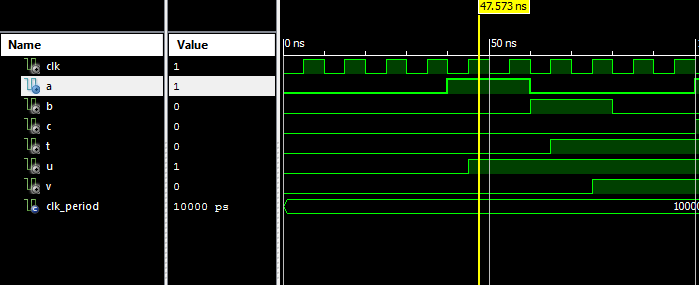 47.573 ns
Name Value 0 ns 50 ns
clk 1
a 1
b 0
c 0
t 0
u 1
v 0
clk_period 10000 ps 10000